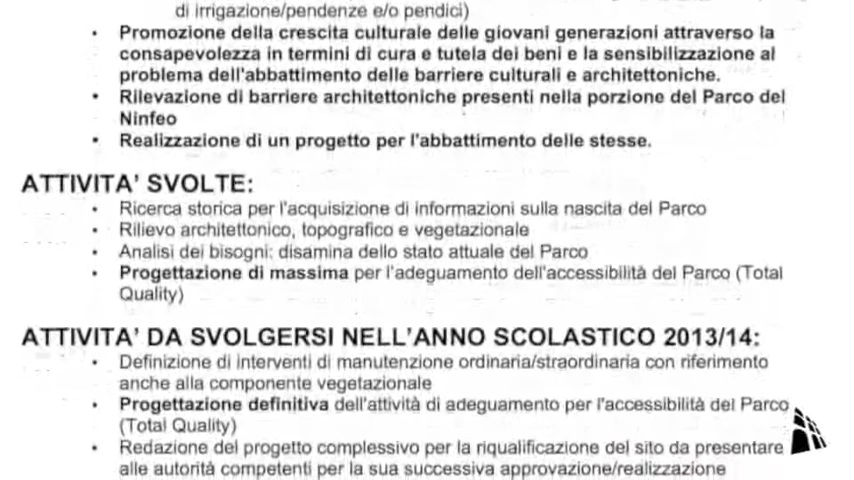 di irrigazione/pendenze e/o pendici)
• Promozione della crescita culturale delle giovani generazioni attraverso la
consapevolezza in termini di cura e tutela dei beni e la sensibilizzazione al
problema dell'abbattimento delle barriere culturali e architettoniche.
• Rilevazione di barriere architettoniche presenti nella porzione del Parco del
Ninfeo
• Realizzazione di un progetto per l'abbattimento delle stesse.
ATTIVITA' SVOLTE:
• Ricerca storica per l'acquisizione di informazioni sulla nascita del Parco
• Rilievo architettonico, topografico e vegetazionale
• Analisi dei bisogni: disamina dello stato attuale del Parco
• Progettazione di massima per l'adeguamento dell'accessibilità del Parco (Total
Quality)
ATTIVITA' DA SVOLGERSI NELL'ANNO SCOLASTICO 2013/14:
• Definizione di interventi di manutenzione ordinaria/straordinaria con riferimento
anche alla componente vegetazionale
• Progettazione definitiva dell'attività di adeguamento per l'accessibilità del Parco
(Total Quality)
• Redazione del progetto complessivo per la riqualificazione del sito da presentare
alle autorità competenti per la sua successiva approvazione/realizzazione